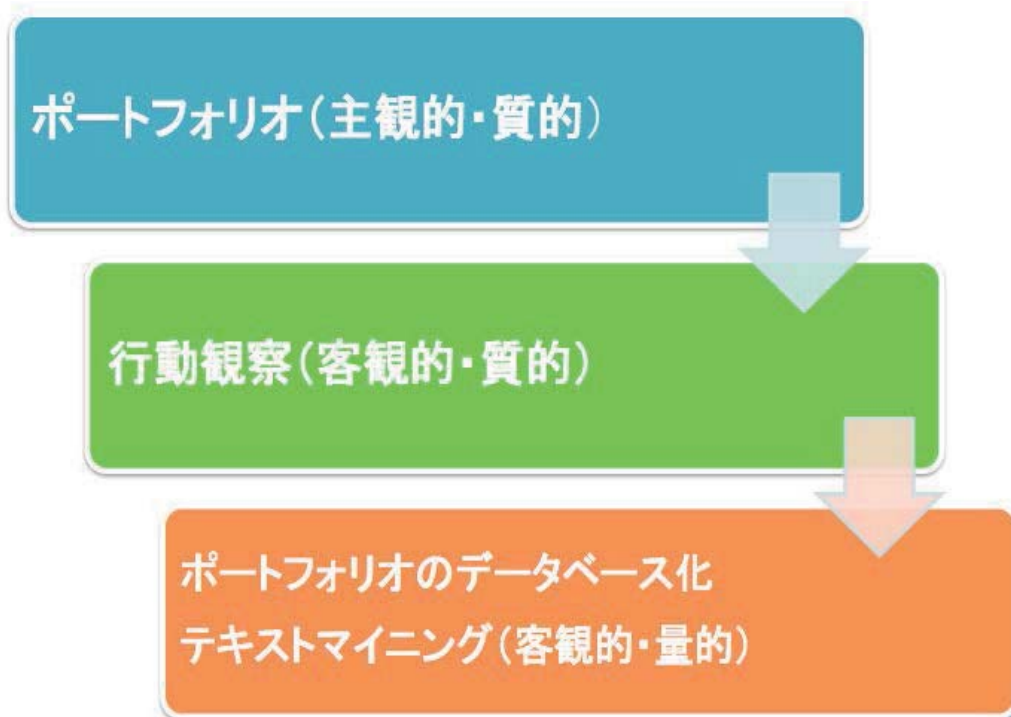 ポートフォリオ(主観的・質的)
行動観察(客観的・質的)
ポートフォリオのデータベース化
テキストマイニング(客観的・量的)